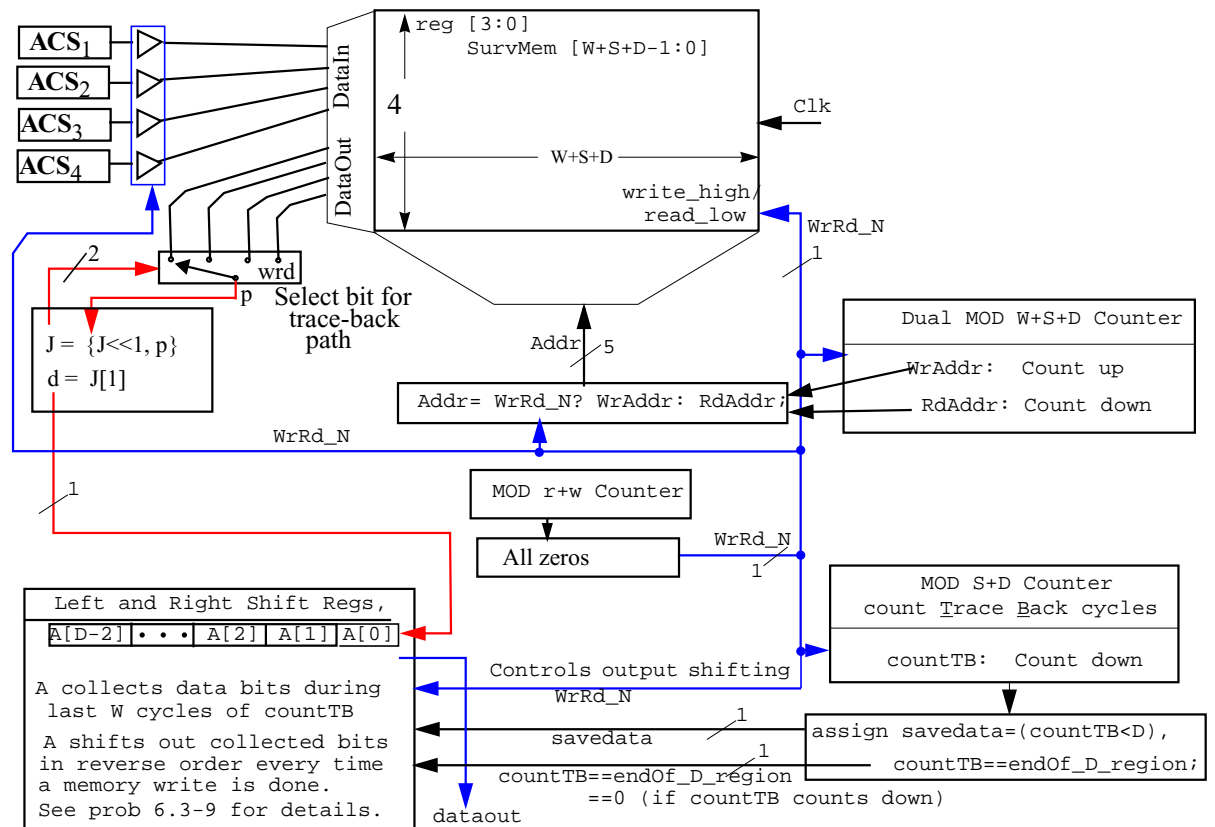 ACS1
ACS2
ACS3
ACS4
DataIn
DataOut
reg [3:0]
SurvMem [W+S+D-1:0]
4
W+S+D
Clk
write_high/
read_low
WrRd_N
1
2
wrd
p
Select bit for
trace-back
path
J = {J<<1, p}
d = J[1]
Addr
5
Addr= WrRd_N? WrAddr: RdAddr;
Dual MOD W+S+D Counter
WrAddr: Count up
RdAddr: Count down
WrRd_N
1
MOD r+w Counter
All zeros
WrRd_N
1
MOD S+D Counter
count Trace Back cycles
countTB: Count down
Left and Right Shift Regs,
A[D-2] • • • A[2] A[1] A[0]
A collects data bits during
last W cycles of countTB
A shifts out collected bits
in reverse order every time
a memory write is done.
See prob 6.3-9 for details.
Controls output shifting
WrRd_N
savedata
1
assign savedata=(countTB<D),
countTB==endOf_D_region;
1
countTB==endOf_D_region
==0 (if countTB counts down)
dataout